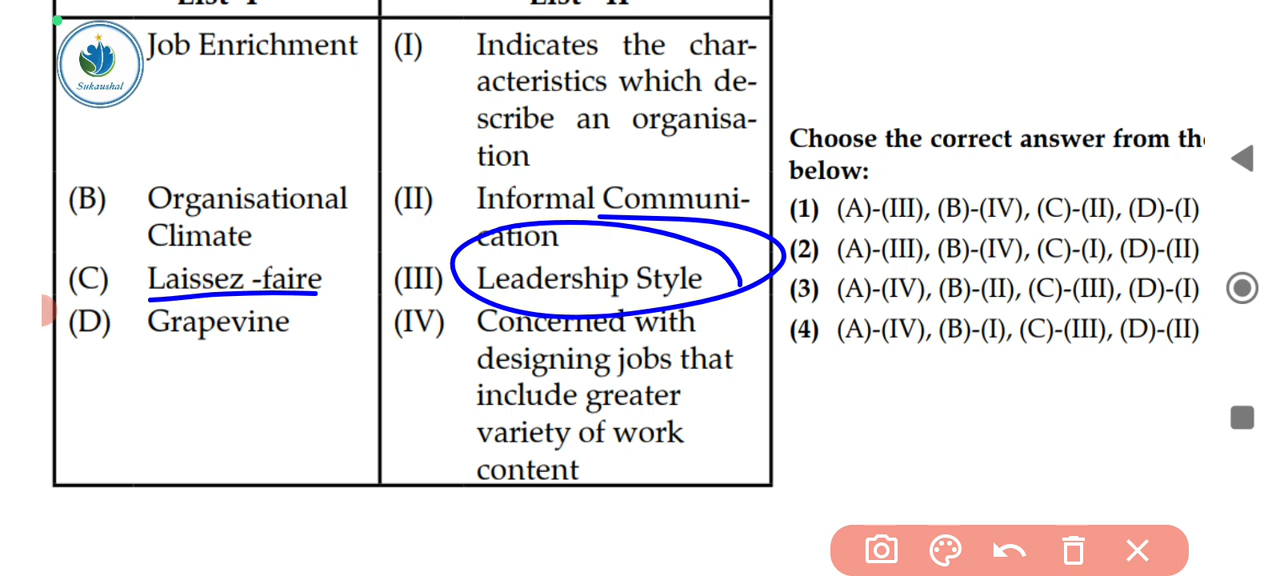 Job Enrichment
(I)
Indicates the char-
acteristics which de-
scribe an organisa-
tion
Sukaushal
(B)
Organisational
Climate
(II)
Informal Communi-
cation
(C)
Laissez -faire
(III)
Leadership Style
(D)
Grapevine
(IV)
Concerned with
designing jobs that
include greater
variety of work
content
Choose the correct answer from
below:
(1) (A)-(III), (B)-(IV), (C)-(II), (D)-(I)
(2) (A)-(III), (B)-(IV), (C)-(I), (D)-(II)
(3) (A)-(IV), (B)-(II), (C)-(III), (D)-(I)
(4) (A)-(IV), (B)-(I), (C)-(III), (D)-(II)